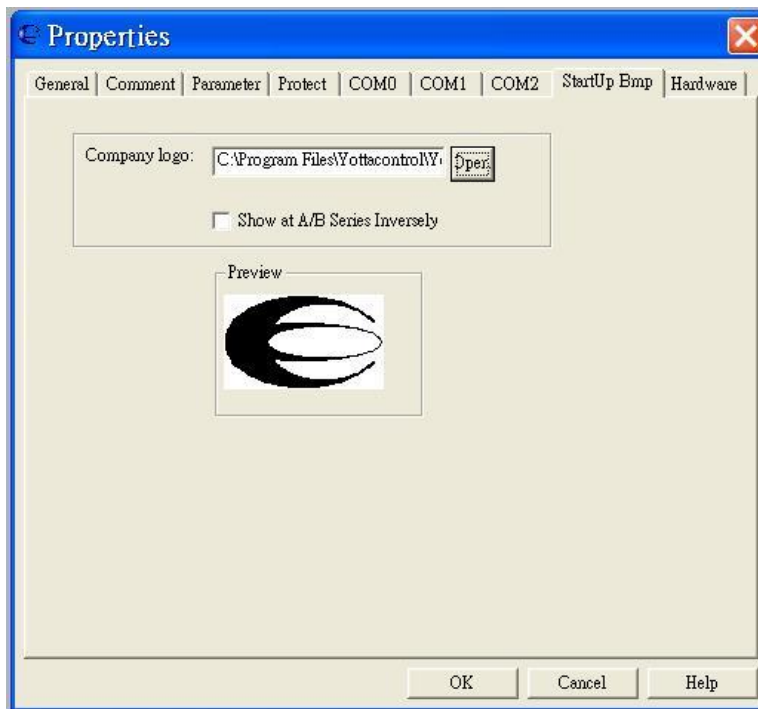 Properties
General Comment Parameter Protect COM0 COM1 COM2 StartUp Bmp Hardware
Company logo: C:\Program Files\Yottacontrol\Y
Show at A/B Series Inversely
Preview
OK Cancel Help